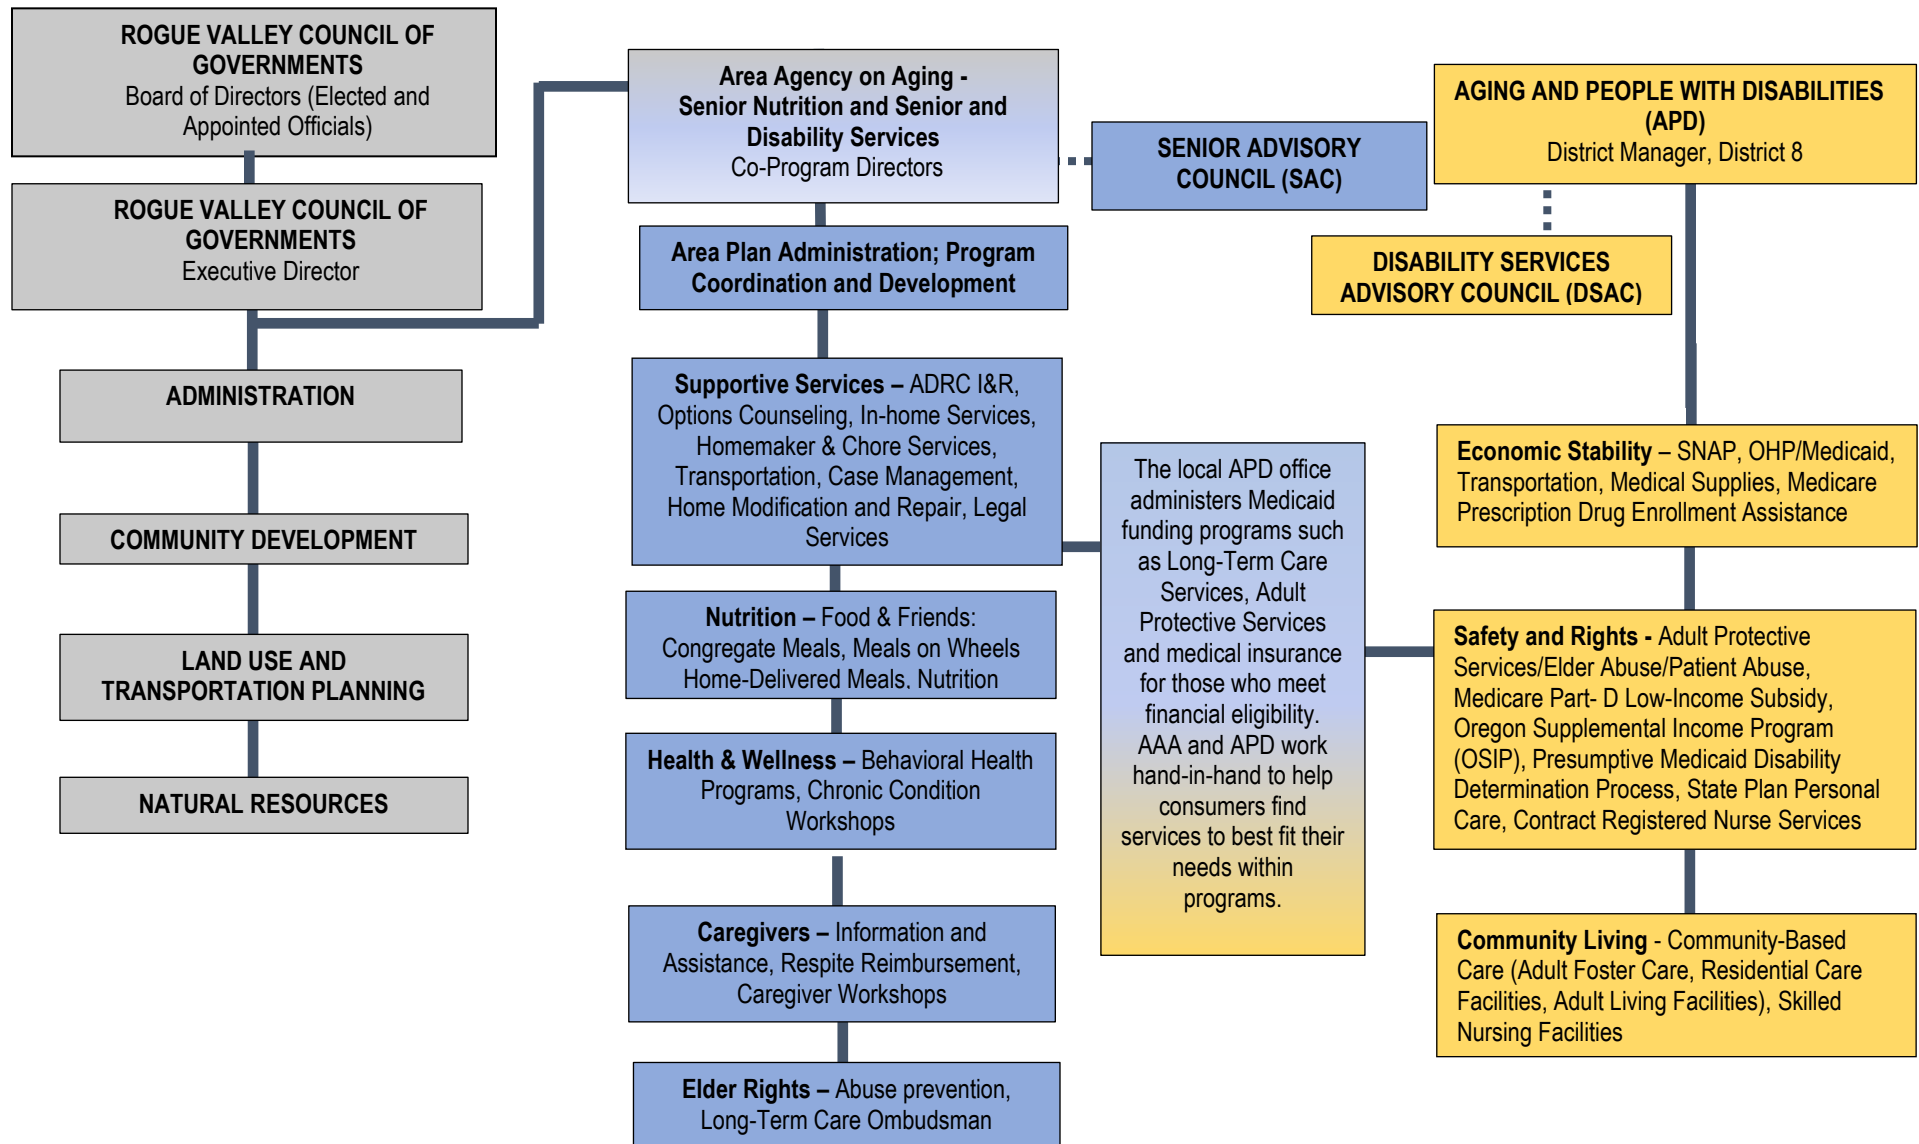 ROGUE VALLEY COUNCIL OF
GOVERNMENTS
Board of Directors (Elected and
Appointed Officials)
ROGUE VALLEY COUNCIL OF
GOVERNMENTS
Executive Director
ADMINISTRATION
COMMUNITY DEVELOPMENT
LAND USE AND
TRANSPORTATION PLANNING
NATURAL RESOURCES
Area Agency on Aging -
Senior Nutrition and Senior and
Disability Services
Co-Program Directors
SENIOR ADVISORY
COUNCIL (SAC)
Area Plan Administration; Program
Coordination and Development
Supportive Services – ADRC I&R,
Options Counseling, In-home Services,
Homemaker & Chore Services,
Transportation, Case Management,
Home Modification and Repair, Legal
Services
Nutrition – Food & Friends:
Congregate Meals, Meals on Wheels
Home-Delivered Meals. Nutrition
Health & Wellness – Behavioral Health
Programs, Chronic Condition
Workshops
Caregivers – Information and
Assistance, Respite Reimbursement,
Caregiver Workshops
Elder Rights – Abuse prevention,
Long-Term Care Ombudsman
The local APD office
administers Medicaid
funding programs such
as Long-Term Care
Services, Adult
Protective Services
and medical insurance
for those who meet
financial eligibility.
AAA and APD work
hand-in-hand to help
consumers find
services to best fit their
needs within
programs.
AGING AND PEOPLE WITH DISABILITIES
(APD)
District Manager, District 8
DISABILITY SERVICES
ADVISORY COUNCIL (DSAC)
Economic Stability – SNAP, OHP/Medicaid,
Transportation, Medical Supplies, Medicare
Prescription Drug Enrollment Assistance
Safety and Rights - Adult Protective
Services/Elder Abuse/Patient Abuse,
Medicare Part- D Low-Income Subsidy,
Oregon Supplemental Income Program
(OSIP), Presumptive Medicaid Disability
Determination Process, State Plan Personal
Care, Contract Registered Nurse Services
Community Living - Community-Based
Care (Adult Foster Care, Residential Care
Facilities, Adult Living Facilities), Skilled
Nursing Facilities